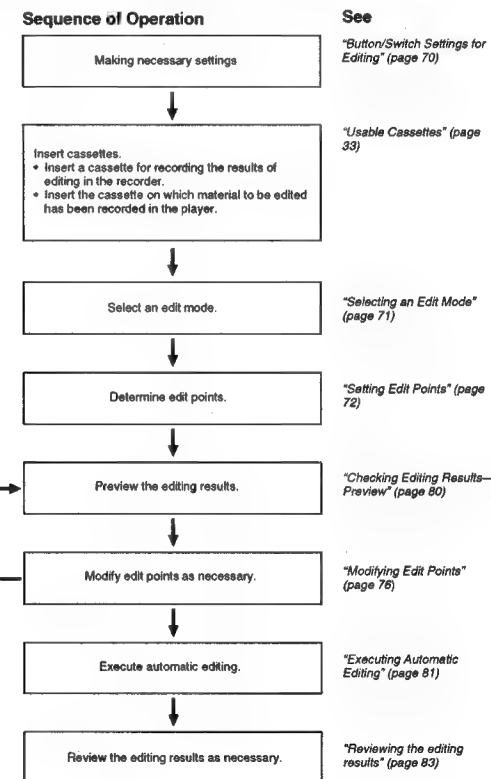 Sequence of Operation
See
Making necessary settings
"Button/Switch Settings for
Editing" (page 70)
Insert cassettes.
• Insert a cassette for recording the results of
editing in the recorder.
• Insert the cassette on which material to be edited
has been recorded in the player.
"Usable Cassettes" (page
33)
Select an edit mode.
"Selecting an Edit Mode"
(page 71)
Determine edit points.
"Setting Edit Points" (page
72)
Preview the editing results.
"Checking Editing Results—
Preview" (page 80)
Modify edit points as necessary.
"Modifying Edit Points"
(page 76)
Execute automatic editing.
"Executing Automatic
Editing" (page 81)
Review the editing results as necessary.
"Reviewing the editing
results" (page 83)